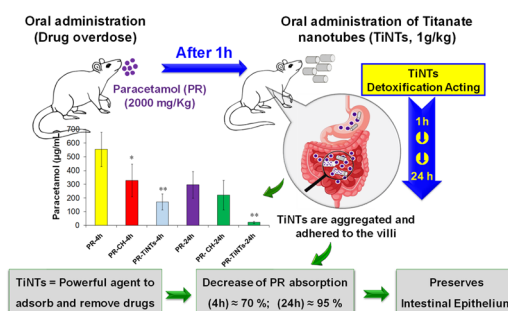 Oral administration
(Drug overdose)
After 1h
Oral administration of Titanate
nanotubes (TiNTs, 1g/kg)
Paracetamol (PR)
(2000 mg/Kg)
TiNTs
Detoxification Acting
1h
24 h
Paracetamol (µg/mL)
700
600
500
400
300
200
100
0
*
**
**
PR-4h
PR-CH-4h
PR-TiNTs-4h
PR-24h
PR-CH-24h
PR-TiNTs-24h
TiNTs are aggregated and
adhered to the villi
TiNTs = Powerful agent to
adsorb and remove drugs
Decrease of PR absorption
(4h) ≈ 70 %; (24h) ≈ 95 %
Preserves
Intestinal Epithelium